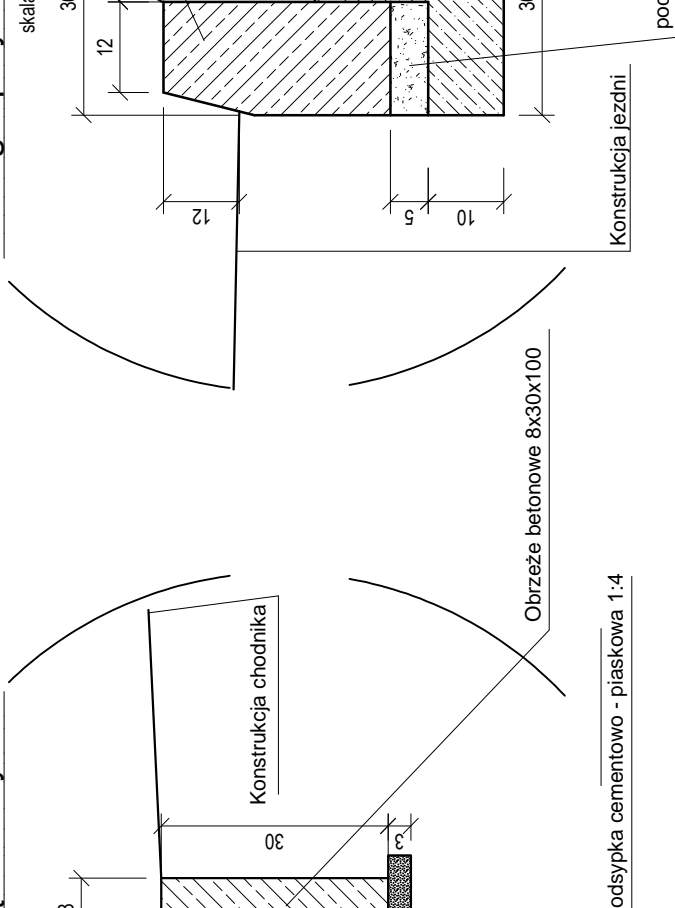 12
12
5
10
Konstrukcja jezdni
Konstrukcja chodnika
30
3
Obrzeże betonowe 8x30x100
odsypka cementowo - piaskowa 1:4